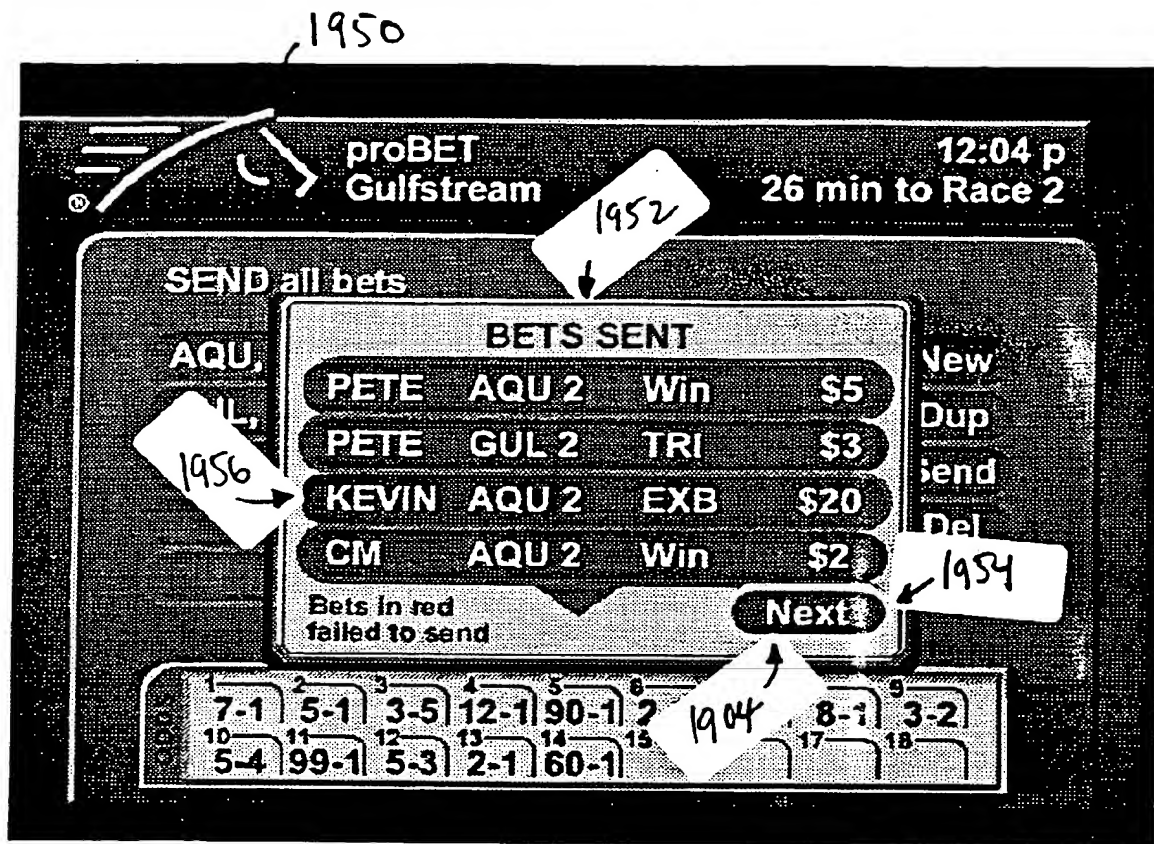 1950
proBET
Gulfstream
12:04 p
26 min to Race 2
1952
SEND all bets
BETS SENT
AQU,
New
PETE AQU 2 Win $5
Dup
PETE GUL 2 TRI $3
1956
Send
KEVIN AQU 2 EXB $20
Del
CM AQU 2 Win $2
1954
Bets in red
failed to send
Next
1904
ODDS
1 2 3 4 5 6 9
7-1 5-1 3-5 12-1 90-1 2 8-1 3-2
10 11 12 13 14 15 17 18
5-4 99-1 5-3 2-1 60-1